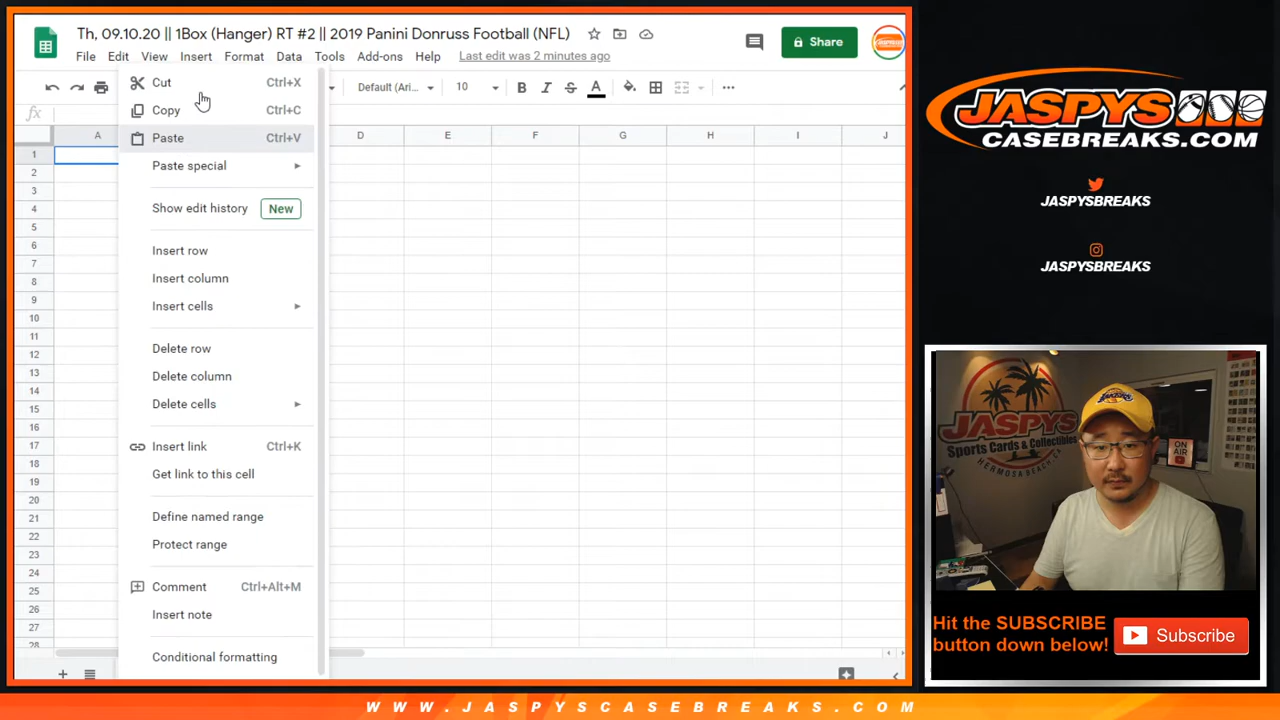 Th, 09.10.20 || 1Box (Hanger) RT #2 || 2019 Panini Donruss Football (NFL)
File Edit View Insert Format Data Tools Add-ons Help Last edit was 2 minutes ago
Share
Default (Ari... 10 B I S A
fx
A D E F G H I J
1
2
3
4
5
6
7
8
9
10
11
12
13
14
15
16
17
18
19
20
21
22
23
24
25
26
27
28
Cut Ctrl+X
Copy Ctrl+C
Paste Ctrl+V
Paste special
Show edit history New
Insert row
Insert column
Insert cells
Delete row
Delete column
Delete cells
Insert link Ctrl+K
Get link to this cell
Define named range
Protect range
Comment Ctrl+Alt+M
Insert note
Conditional formatting
JASPYS
CASEBREAKS.COM
JASPYSBREAKS
JASPYSBREAKS
JASPYS
Sports Cards & Collectibles
HERMOSA BEACH, CA
LAKERS
ON
AIR
Hit the SUBSCRIBE
button down below!
Subscribe
WWW.JASPYSCASEBREAKS.COM